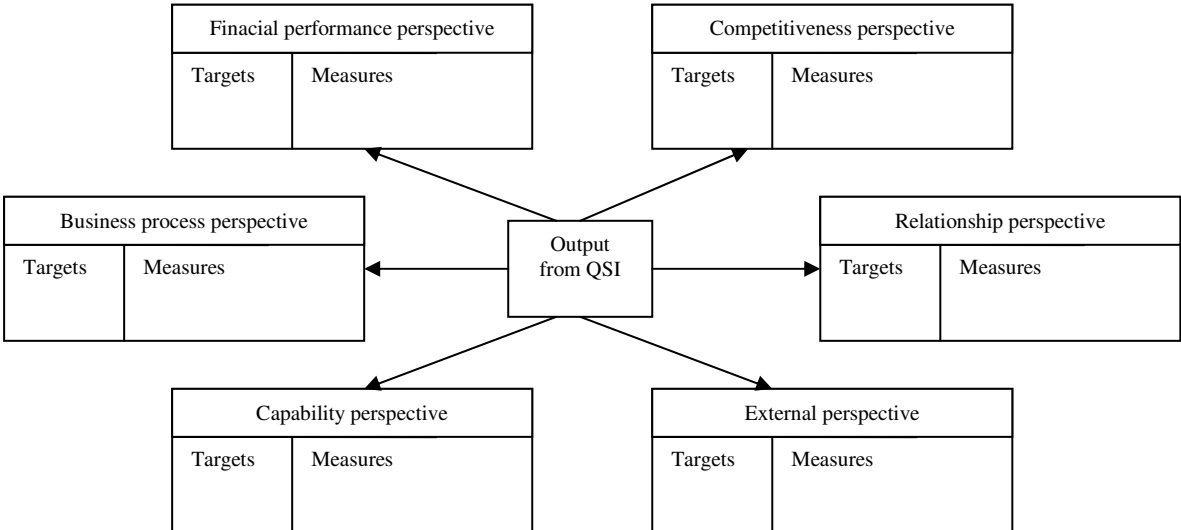 Finacial performance perspective
Targets
Measures
Competitiveness perspective
Targets
Measures
Business process perspective
Targets
Measures
Output
from QSI
Relationship perspective
Targets
Measures
Capability perspective
Targets
Measures
External perspective
Targets
Measures